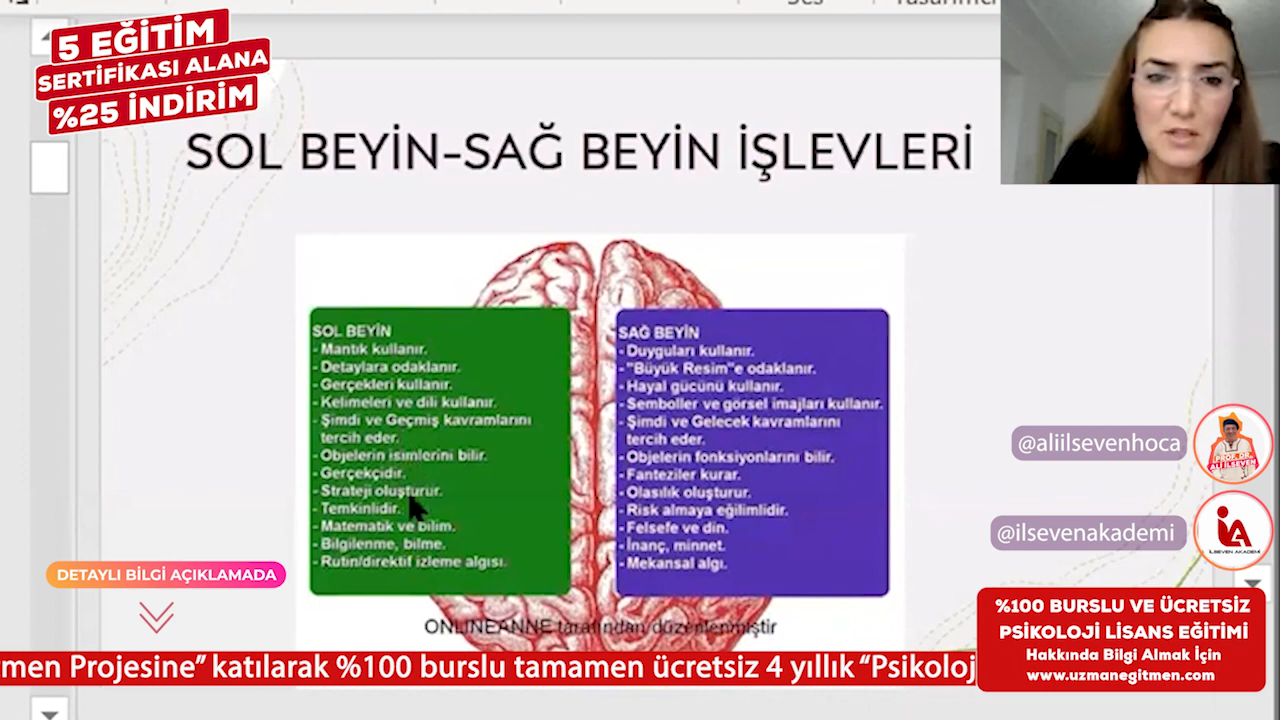 5 EĞİTİM
SERTİFİKASI ALANA
%25 İNDİRİM
SOL BEYİN-SAĞ BEYİN İŞLEVLERİ
SOL BEYİN
- Mantık kullanır.
- Detaylara odaklanır.
- Gerçekleri kullanır.
- Kelimeleri ve dili kullanır.
- Şimdi ve Geçmiş kavramlarını
tercih eder.
- Objelerin isimlerini bilir.
- Gerçekçidir.
- Strateji oluşturur.
- Temkinlidir.
- Matematik ve bilim.
- Bilgilenme, bilme.
- Rutin/direktif izleme algısı.
SAĞ BEYİN
- Duyguları kullanır.
- "Büyük Resim"e odaklanır.
- Hayal gücünü kullanır.
- Semboller ve görsel imajları kullanır.
- Şimdi ve Gelecek kavramlarını
tercih eder.
- Objelerin fonksiyonlarını bilir.
- Fanteziler kurar.
- Olasılık oluşturur.
- Risk almaya eğilimlidir.
- Felsefe ve din.
- İnanç, minnet.
- Mekansal algı.
ONLINEANNE tarafından düzenlenmiştir
@aliilsevenhoca
PROF. DR.
ALİ İLSEVEN
@ilsevenakademi
İLSEVEN AKADEMİ
DETAYLI BİLGİ AÇIKLAMADA
%100 BURSLU VE ÜCRETSİZ
PSİKOLOJİ LİSANS EĞİTİMİ
Hakkında Bilgi Almak İçin
www.uzmanegitmen.com
men Projesine” katılarak %100 burslu tamamen ücretsiz 4 yıllık “Psikoloj